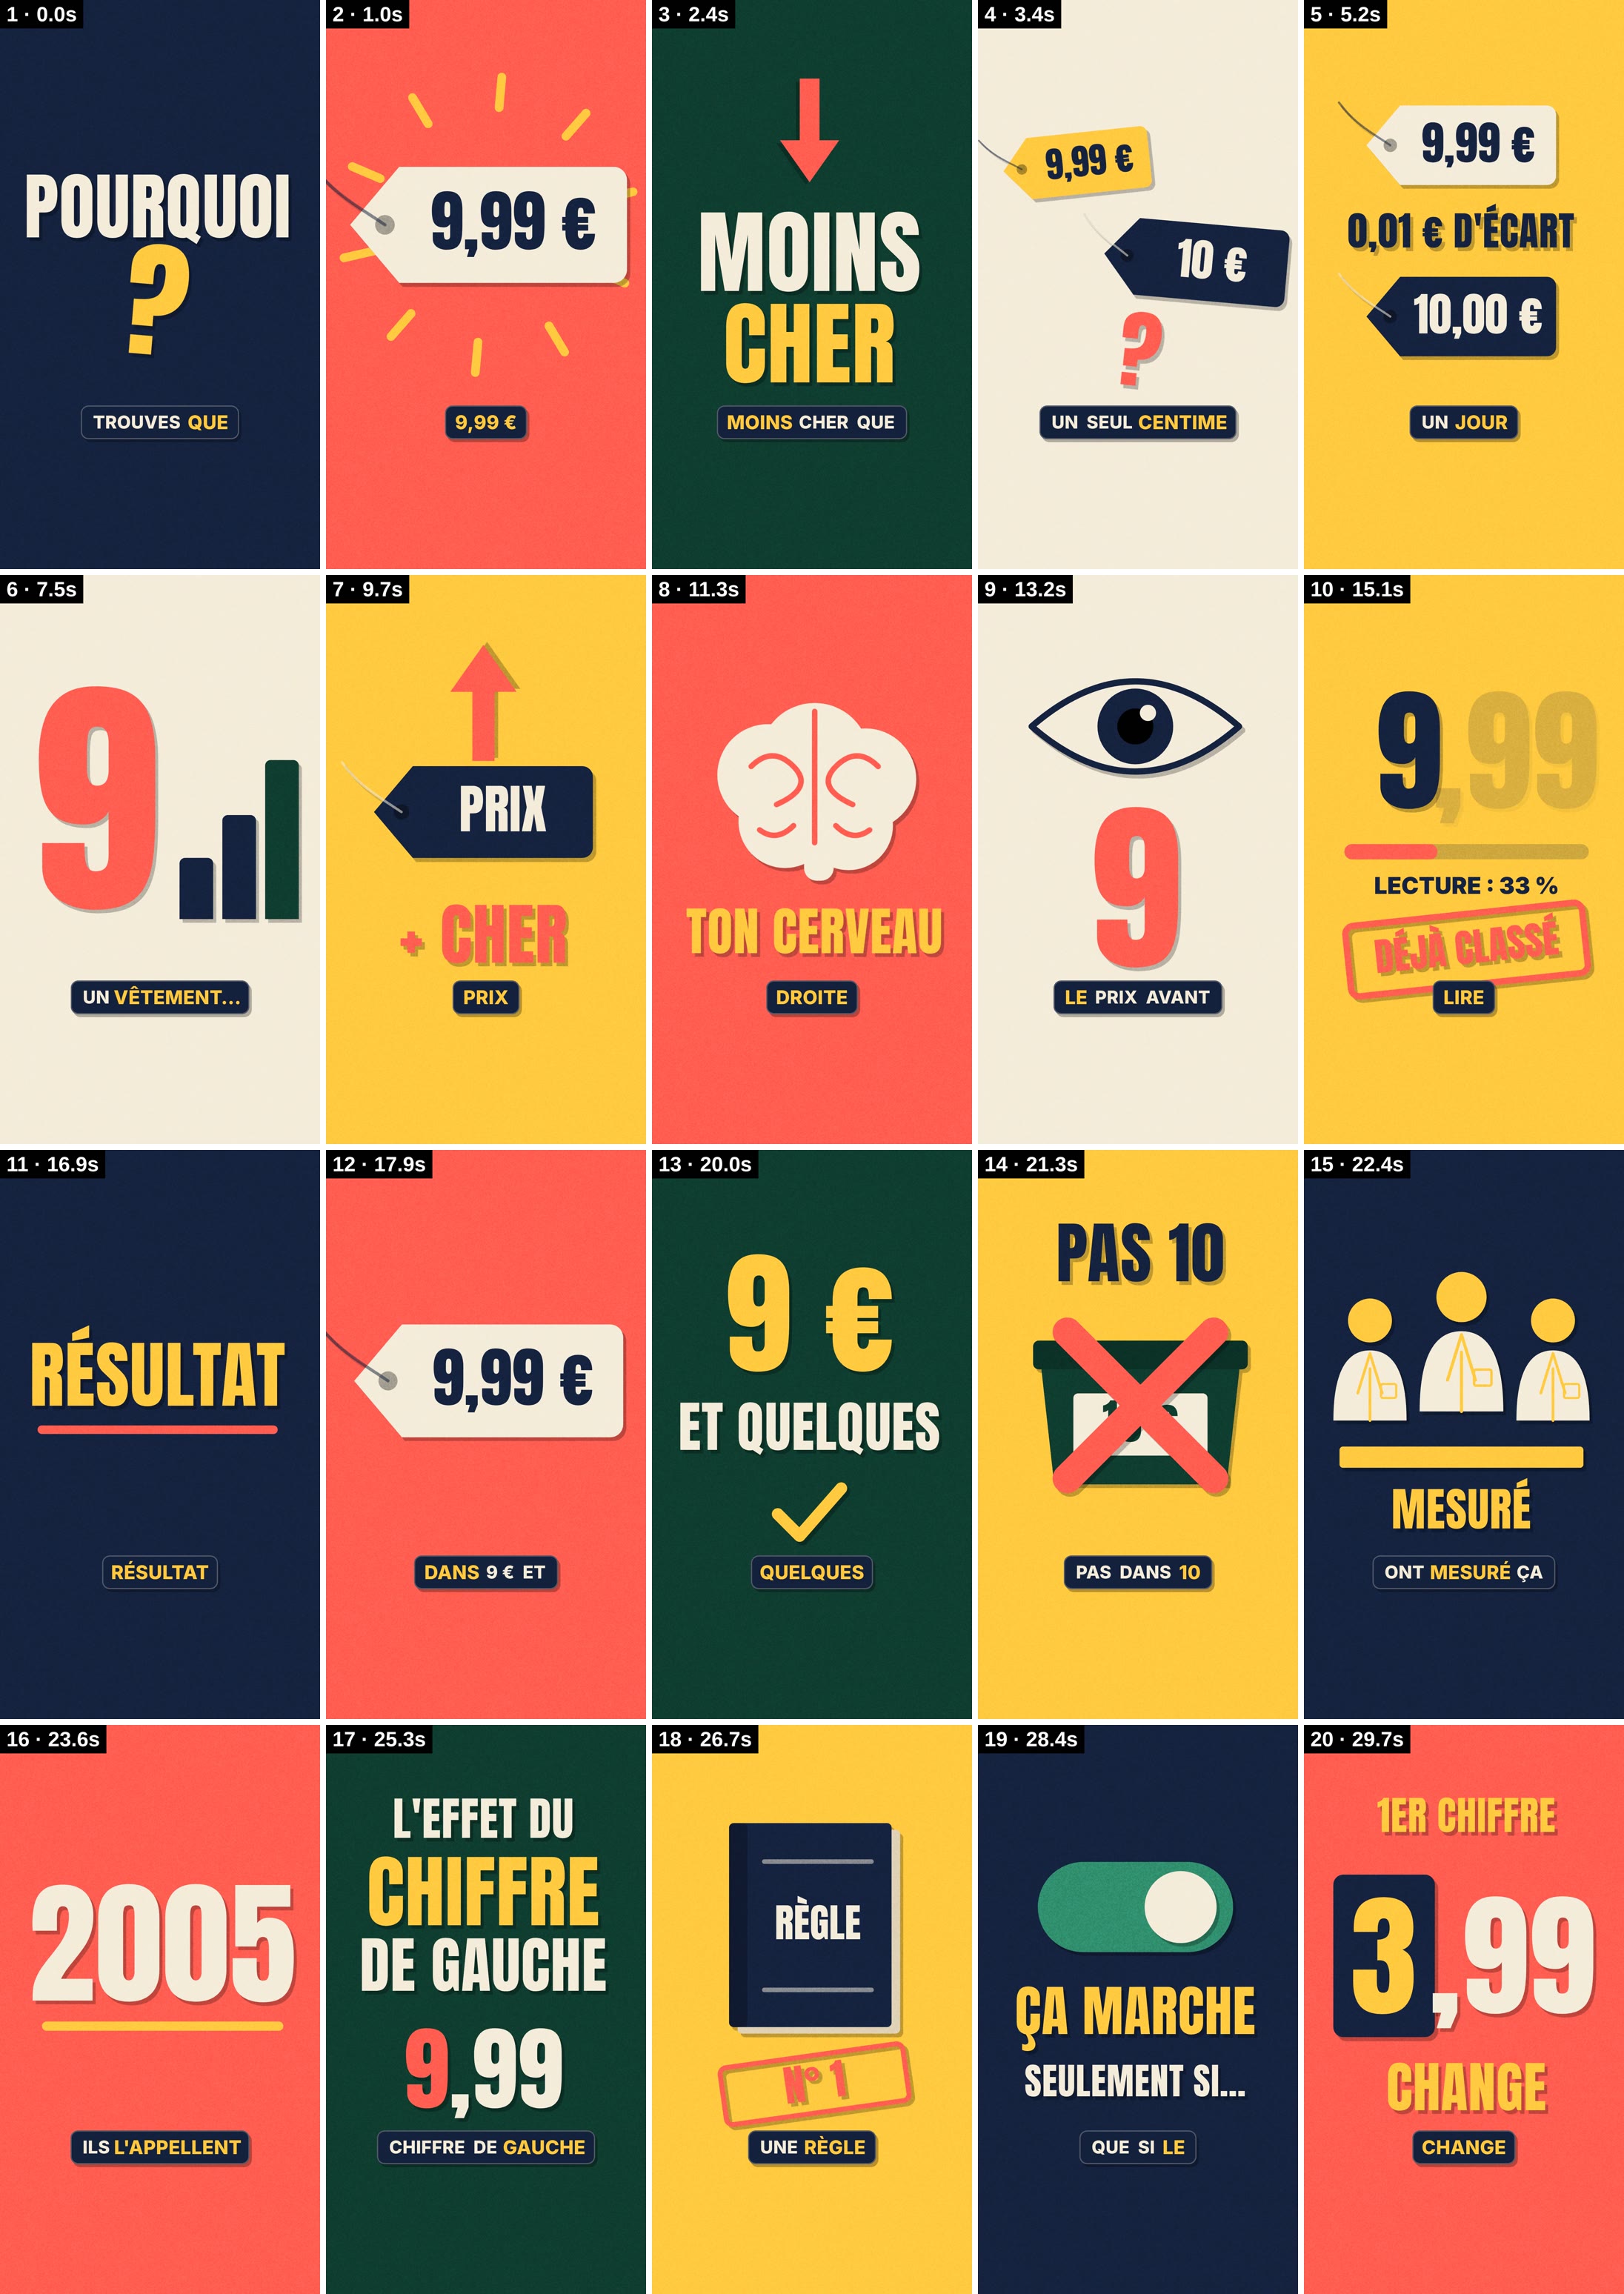 1 · 0.0s
POURQUOI
?
TROUVES QUE
2 · 1.0s
9,99 €
9,99 €
3 · 2.4s
MOINS
CHER
MOINS CHER QUE
4 · 3.4s
9,99 €
10 €
?
UN SEUL CENTIME
5 · 5.2s
9,99 €
0,01 € D'ÉCART
10,00 €
UN JOUR
6 · 7.5s
9
UN VÊTEMENT...
7 · 9.7s
PRIX
+ CHER
PRIX
8 · 11.3s
TON CERVEAU
DROITE
9 · 13.2s
9
LE PRIX AVANT
10 · 15.1s
9,99
LECTURE : 33 %
DÉJÀ CLASSÉ
LIRE
11 · 16.9s
RÉSULTAT
RÉSULTAT
12 · 17.9s
9,99 €
DANS 9 € ET
13 · 20.0s
9 €
ET QUELQUES
QUELQUES
14 · 21.3s
PAS 10
PAS DANS 10
15 · 22.4s
MESURÉ
ONT MESURÉ ÇA
16 · 23.6s
2005
ILS L'APPELLENT
17 · 25.3s
L'EFFET DU
CHIFFRE
DE GAUCHE
9,99
CHIFFRE DE GAUCHE
18 · 26.7s
RÈGLE
N° 1
UNE RÈGLE
19 · 28.4s
ÇA MARCHE
SEULEMENT SI...
QUE SI LE
20 · 29.7s
1ER CHIFFRE
3,99
CHANGE
CHANGE